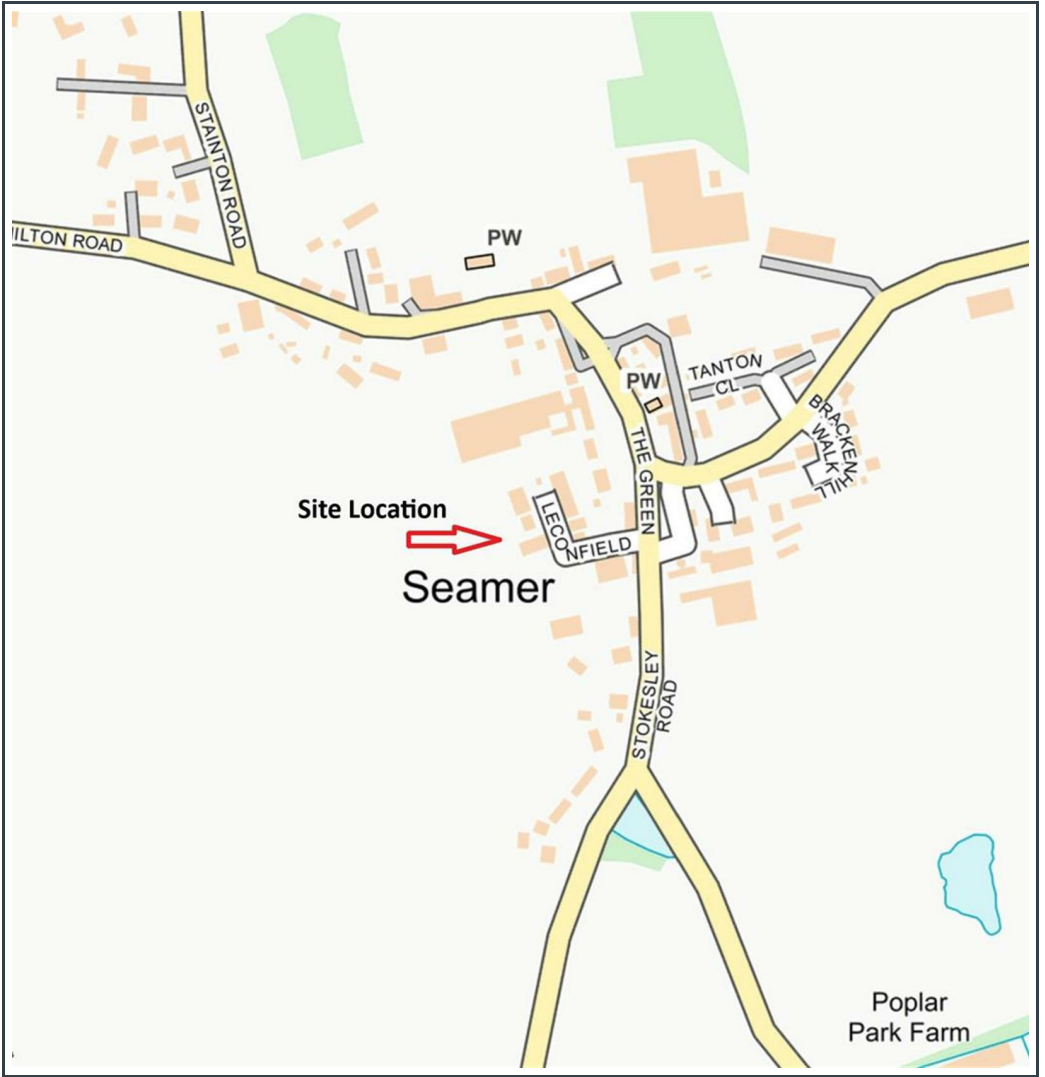 STAINTON ROAD
ILTON ROAD
PW
TANTON
CL
PW
BRACKENHILL
WALK
THE GREEN
Site Location
LECONFIELD
Seamer
STOKESLEY
ROAD
Poplar
Park Farm